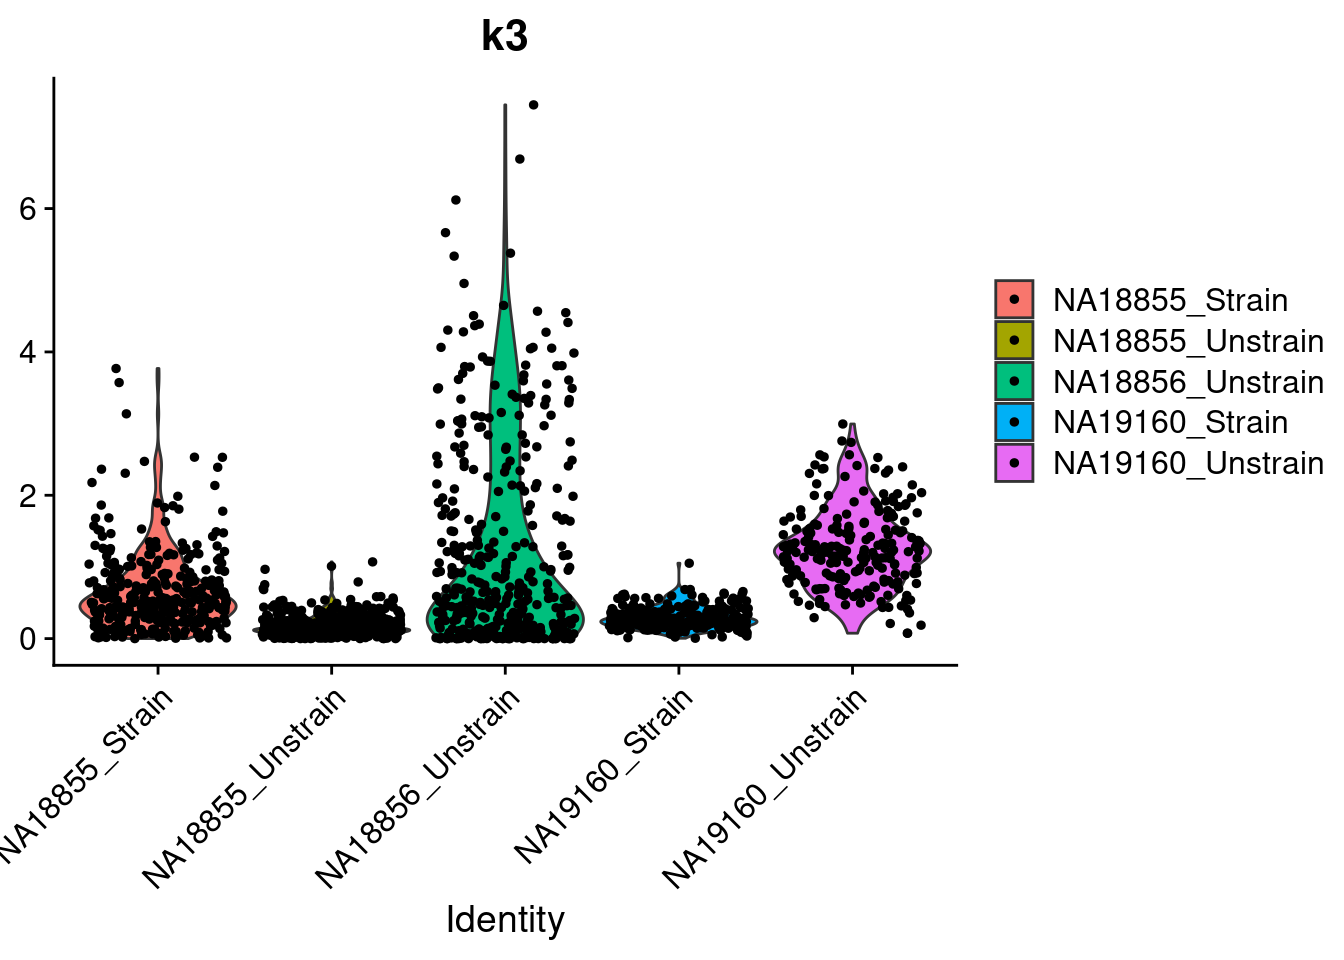 k3
6
4
2
0
NA18855_Strain
NA18855_Unstrain
NA18856_Unstrain
NA19160_Strain
NA19160_Unstrain
Identity
NA18855_Strain
NA18855_Unstrain
NA18856_Unstrain
NA19160_Strain
NA19160_Unstrain